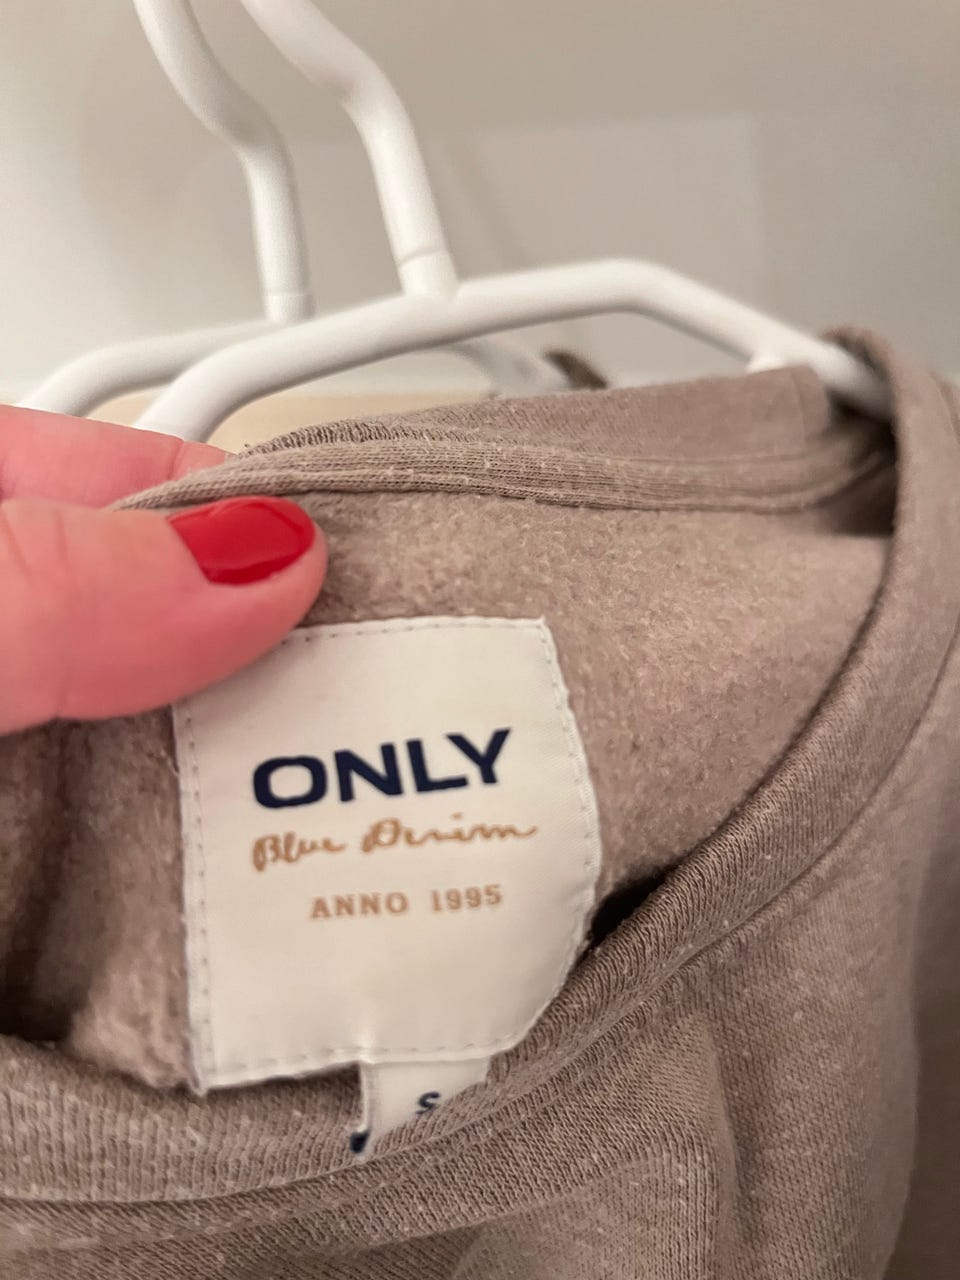 ONLY
Blue Denim
ANNO 1995
S